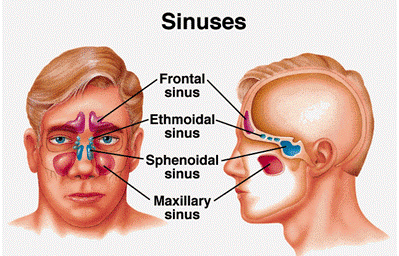 Sinuses
Frontal
sinus
Ethmoidal
sinus
Sphenoidal
sinus
Maxillary
sinus